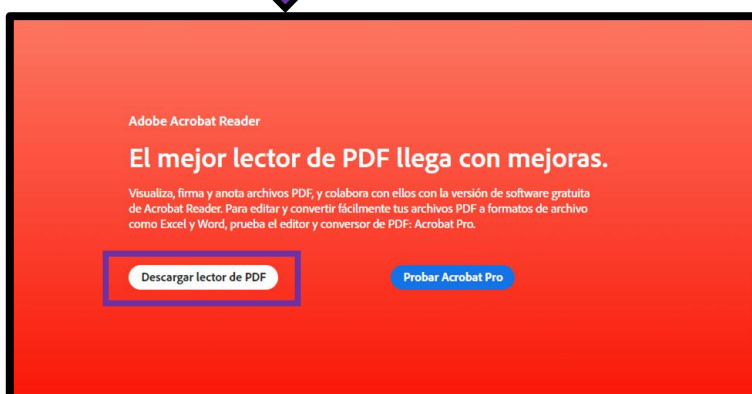 Adobe Acrobat Reader
El mejor lector de PDF llega con mejoras.
Visualiza, firma y anota archivos PDF, y colabora con ellos con la versión de software gratuita
de Acrobat Reader. Para editar y convertir fácilmente tus archivos PDF a formatos de archivo
como Excel y Word, prueba el editor y conversor de PDF: Acrobat Pro.
Descargar lector de PDF
Probar Acrobat Pro